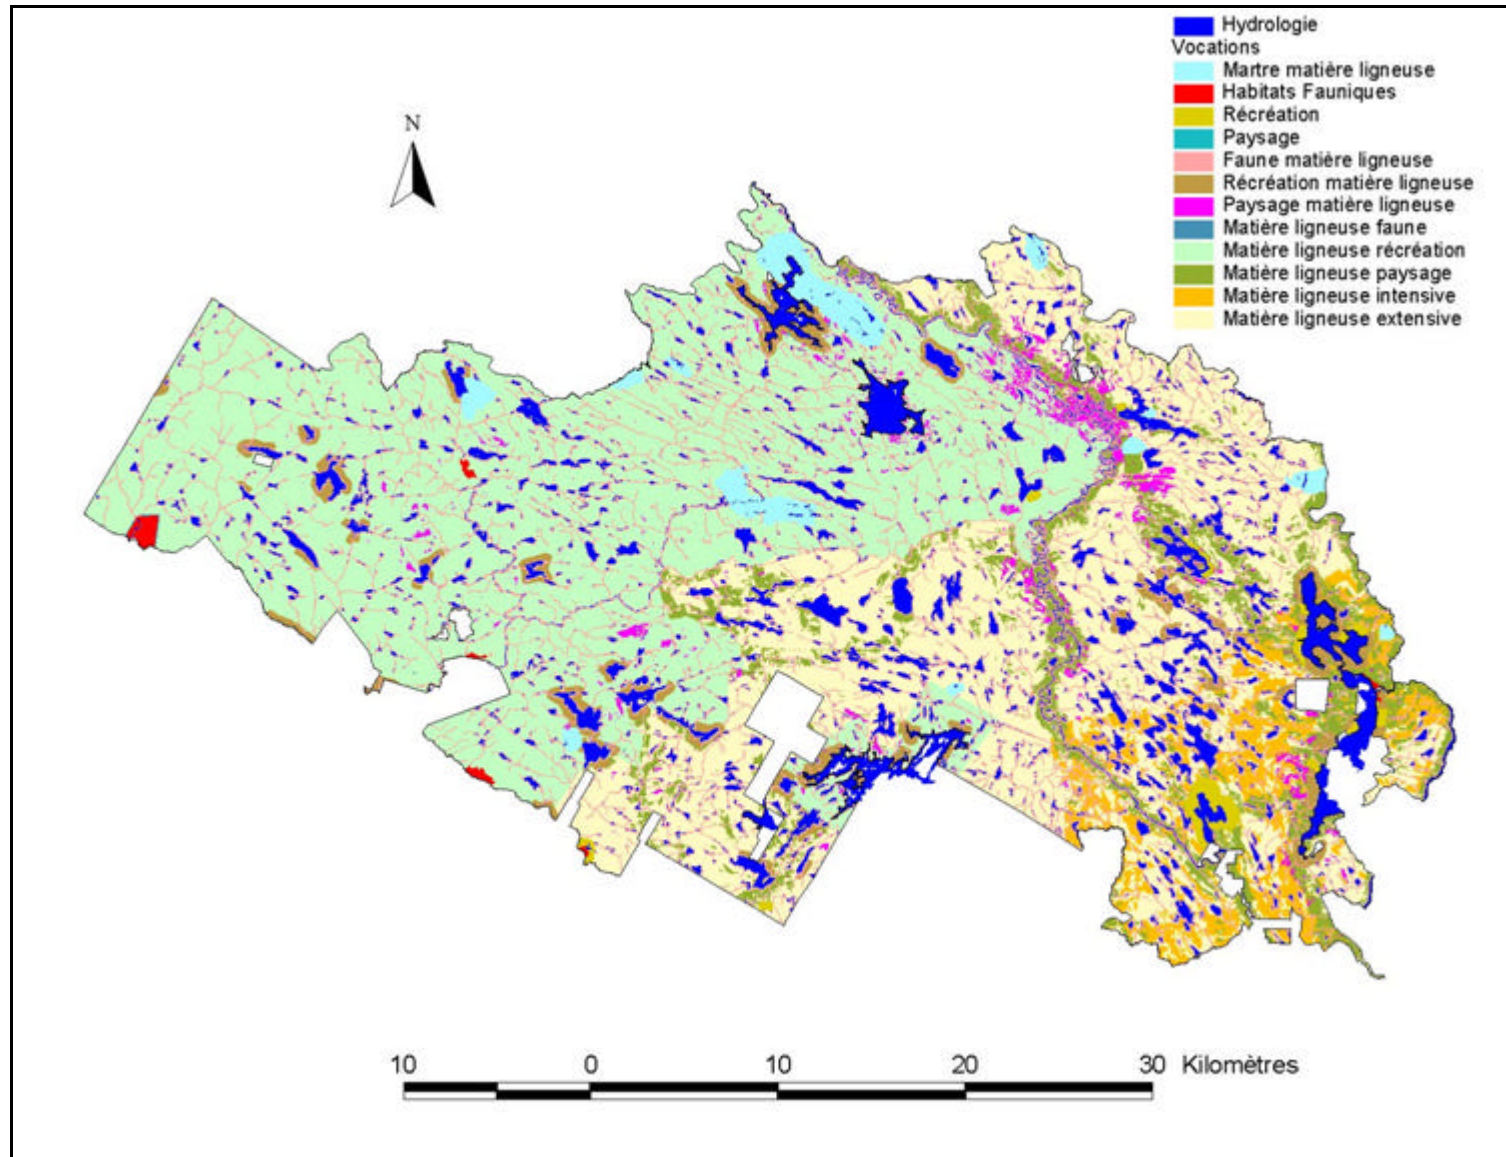 Hydrologie
Vocations
Martre matière ligneuse
Habitats Fauniques
Récréation
Paysage
Faune matière ligneuse
Récréation matière ligneuse
Paysage matière ligneuse
Matière ligneuse faune
Matière ligneuse récréation
Matière ligneuse paysage
Matière ligneuse intensive
Matière ligneuse extensive
N
10 0 10 20 30 Kilomètres